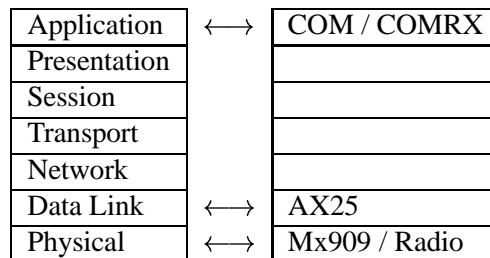 Application ←→ COM / COMRX
Presentation
Session
Transport
Network
Data Link ←→ AX25
Physical ←→ Mx909 / Radio